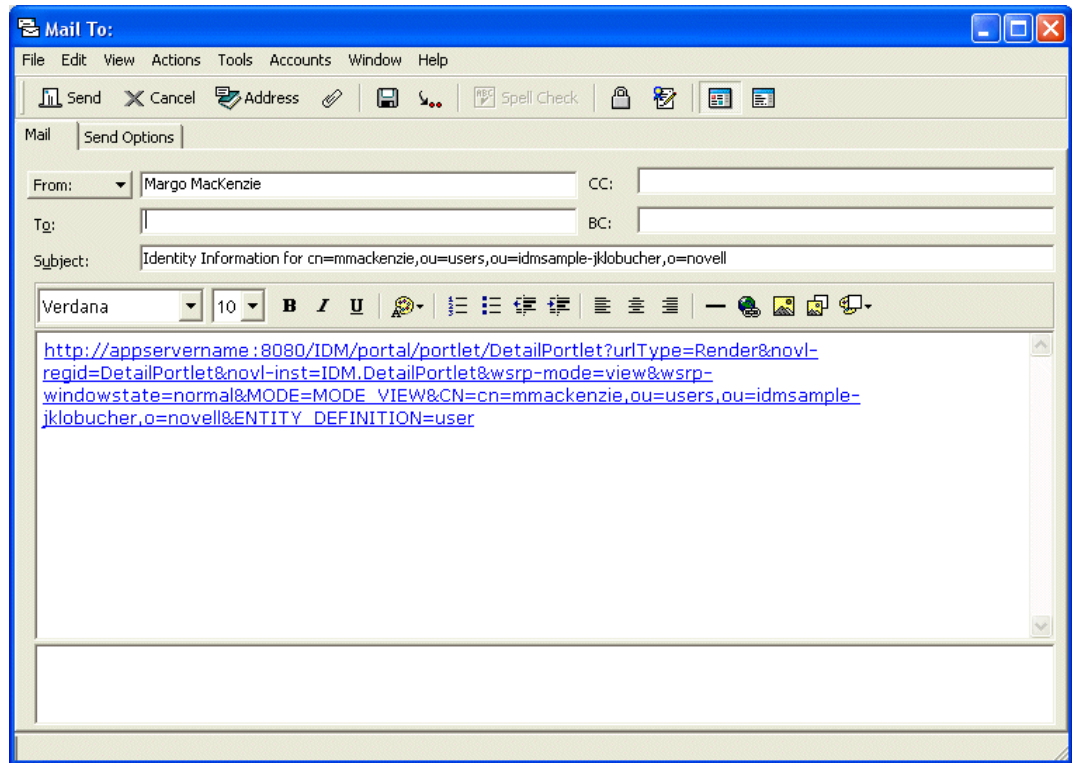 Mail To:
File Edit View Actions Tools Accounts Window Help
Send Cancel Address ABC Spell Check
Mail Send Options
From: Margo MacKenzie CC:
To: BC:
Subject: Identity Information for cn=mmackenzie,ou=users,ou=idmsample-jklobucher,o=novell
Verdana 10 B I U
http://appservername:8080/IDM/portal/portlet/DetailPortlet?urlType=Render&novl-
regid=DetailPortlet&novl-inst=IDM.DetailPortlet&wsrp-mode=view&wsrp-
windowstate=normal&MODE=MODE_VIEW&CN=cn=mmackenzie,ou=users,ou=idmsample-
jklobucher,o=novell&ENTITY_DEFINITION=user